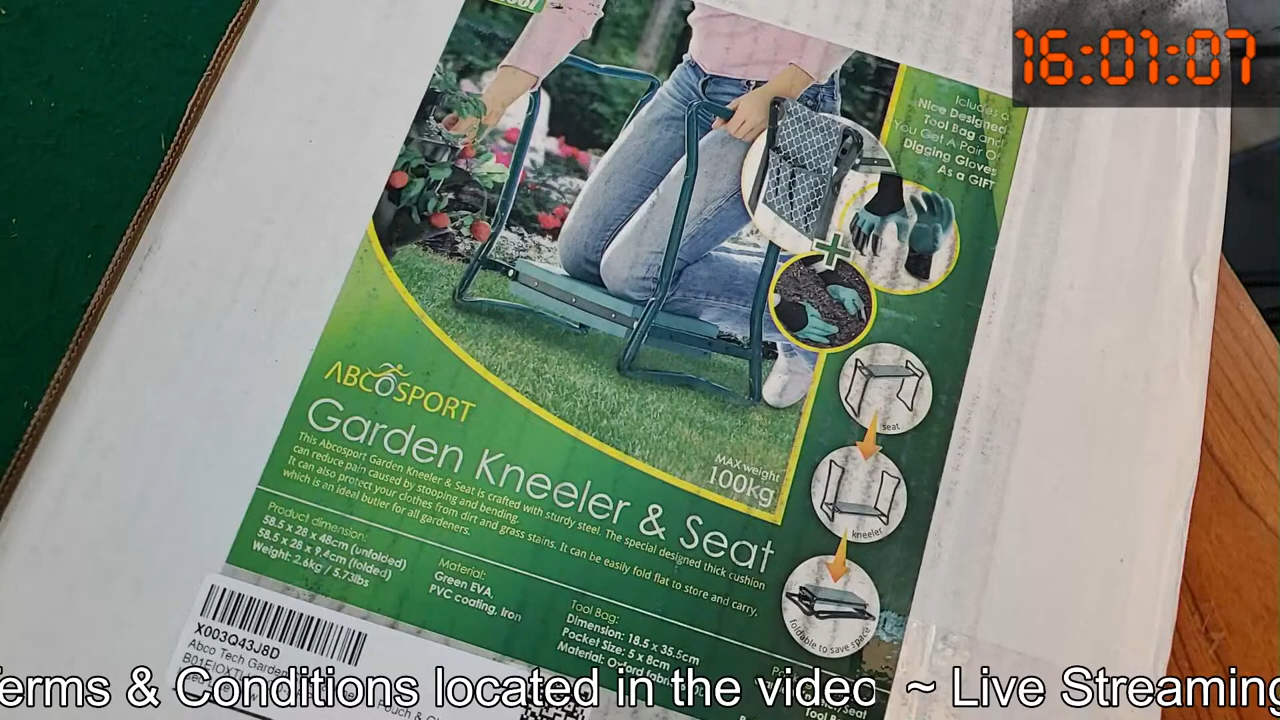 16:01:07
Icludes a
Nice Designed
Tool Bag and
You Get A Pair Of
Digging Gloves
As a GIFT
ABCOSPORT
Garden Kneeler & Seat
This Abcosport Garden Kneeler & Seat is crafted with sturdy steel. The special designed thick cushion
can reduce pain caused by stooping and bending.
It can also protect your clothes from dirt and grass stains. It can be easily fold flat to store and carry,
which is an ideal butler for all gardeners.
MAX weight
100kg
seat
kneeler
foldable to save space
Product dimension:
58.5 x 28 x 48cm (unfolded)
58.5 x 28 x 9.4cm (folded)
Weight: 2.6kg / 5.73lbs
Material:
Green EVA,
PVC coating, Iron
Tool Bag:
Dimension: 18.5 x 35.5cm
Pocket Size: 5 x 8cm
Material: Oxford fabric
X003Q43J8D
Abco Tech Garden
Pouch &
erms & Conditions located in the video ~ Live Streaming